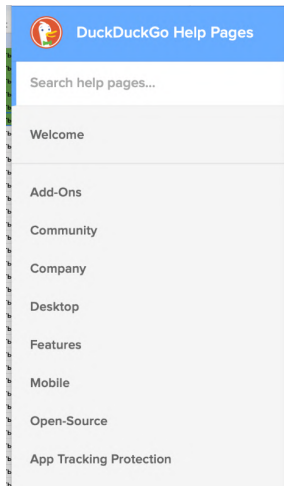 DuckDuckGo Help Pages
Search help pages...
Welcome
Add-Ons
Community
Company
Desktop
Features
Mobile
Open-Source
App Tracking Protection